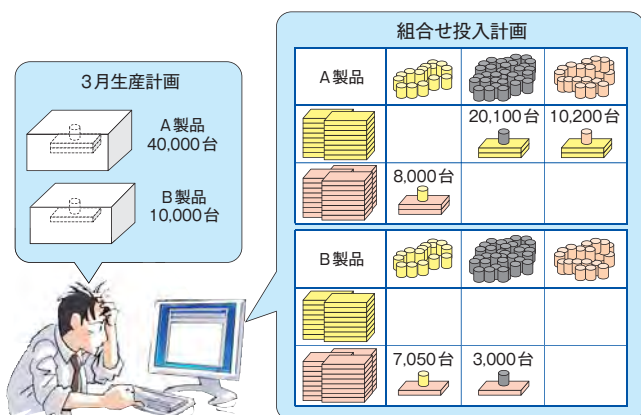 3月生産計画
A製品
40,000台
B製品
10,000台
組合せ投入計画
A製品
20,100台
10,200台
8,000台
B製品
7,050台
3,000台